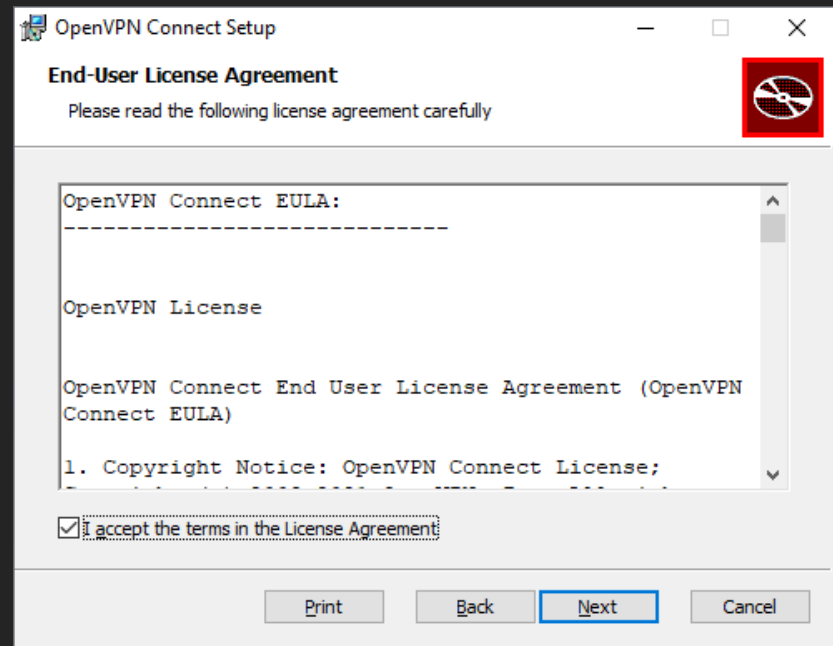 OpenVPN Connect Setup
End-User License Agreement
Please read the following license agreement carefully
OpenVPN Connect EULA:
-----------------------------
OpenVPN License
OpenVPN Connect End User License Agreement (OpenVPN
Connect EULA)
1. Copyright Notice: OpenVPN Connect License;
I accept the terms in the License Agreement
Print
Back
Next
Cancel